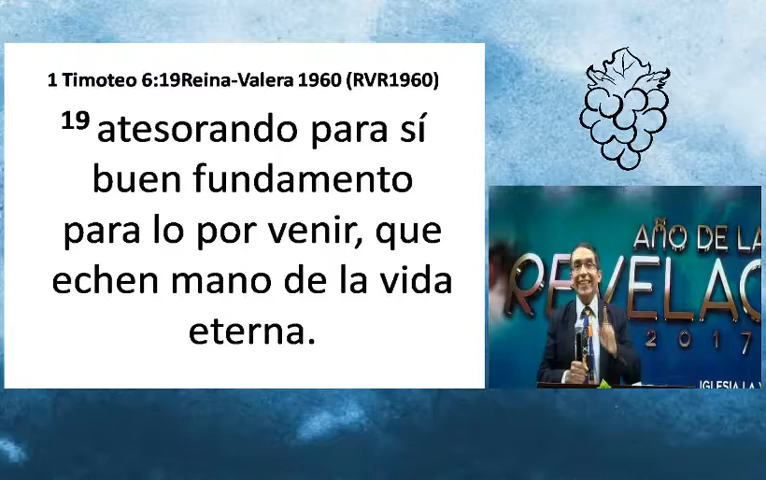 1 Timoteo 6:19Reina-Valera 1960 (RVR1960)
19 atesorando para sí
buen fundamento
para lo por venir, que
echen mano de la vida
eterna.
AÑO DE LA
REVELAC
2017
IGLESIA LA